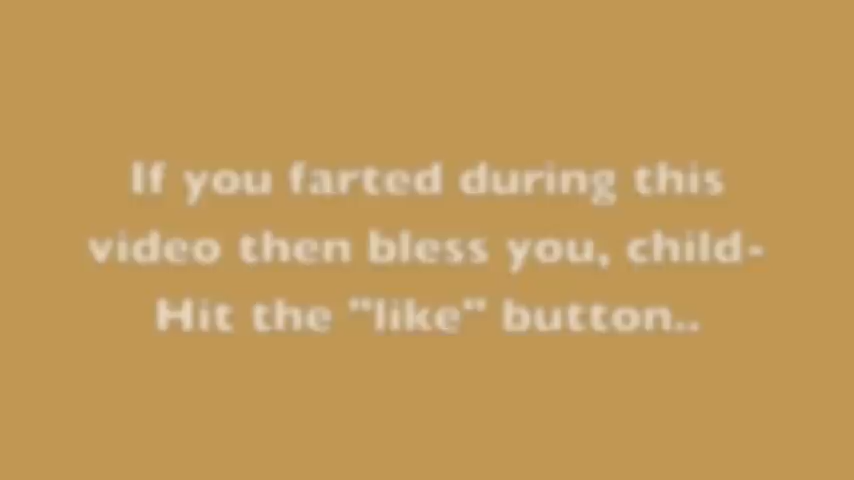 If you farted during this
video then bless you, child-
Hit the "like" button..